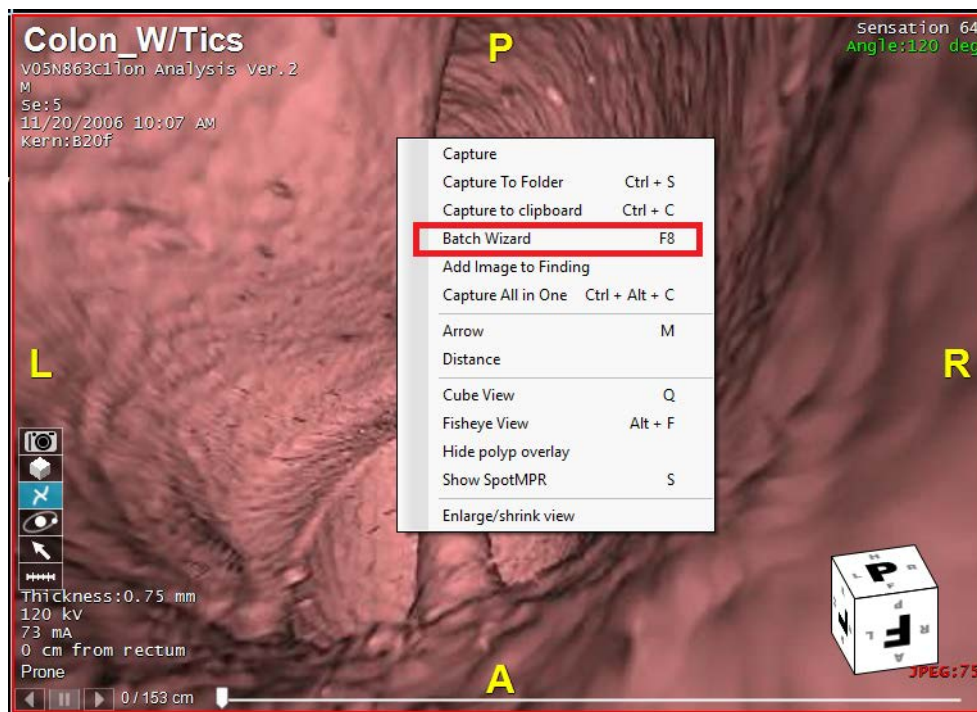 Colon_W/Tics
V05N863C1lon Analysis Ver.2
M
Se:5
11/20/2006 10:07 AM
Kern:B20f
P
Sensation 64
Angle:120 deg
Capture
Capture To Folder Ctrl + S
Capture to clipboard Ctrl + C
Batch Wizard F8
Add Image to Finding
Capture All in One Ctrl + Alt + C
Arrow M
Distance
Cube View Q
Fisheye View Alt + F
Hide polyp overlay
Show SpotMPR S
Enlarge/shrink view
L
R
Thickness:0.75 mm
120 kV
73 mA
0 cm from rectum
Prone
0 / 153 cm
A
P
F
JPEG:75